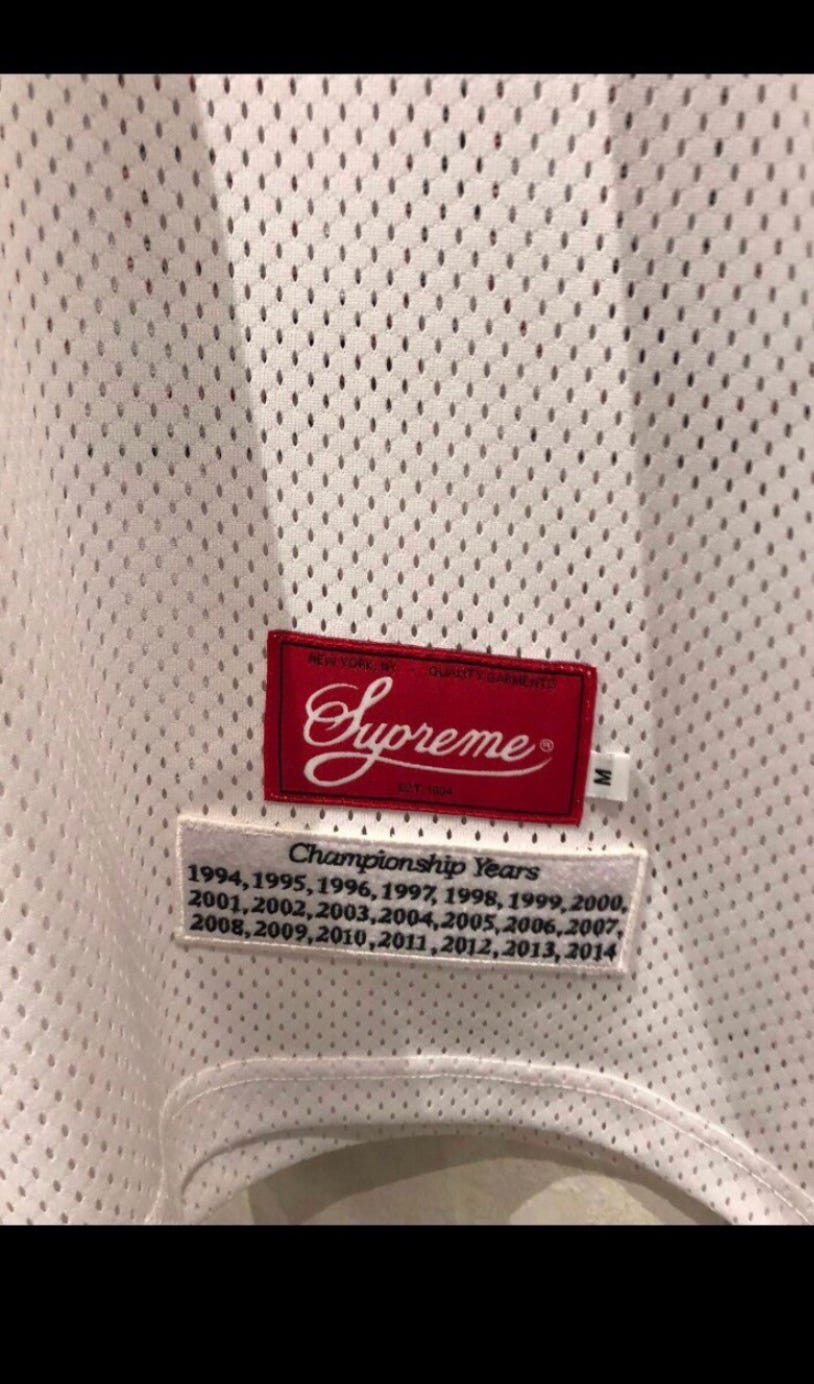 NEW YORK, NY - QUALITY GARMENTS
Supreme®
EST. 1994
M
Championship Years
1994,1995,1996,1997,1998,1999,2000,
2001,2002,2003,2004,2005,2006,2007,
2008,2009,2010,2011,2012,2013,2014